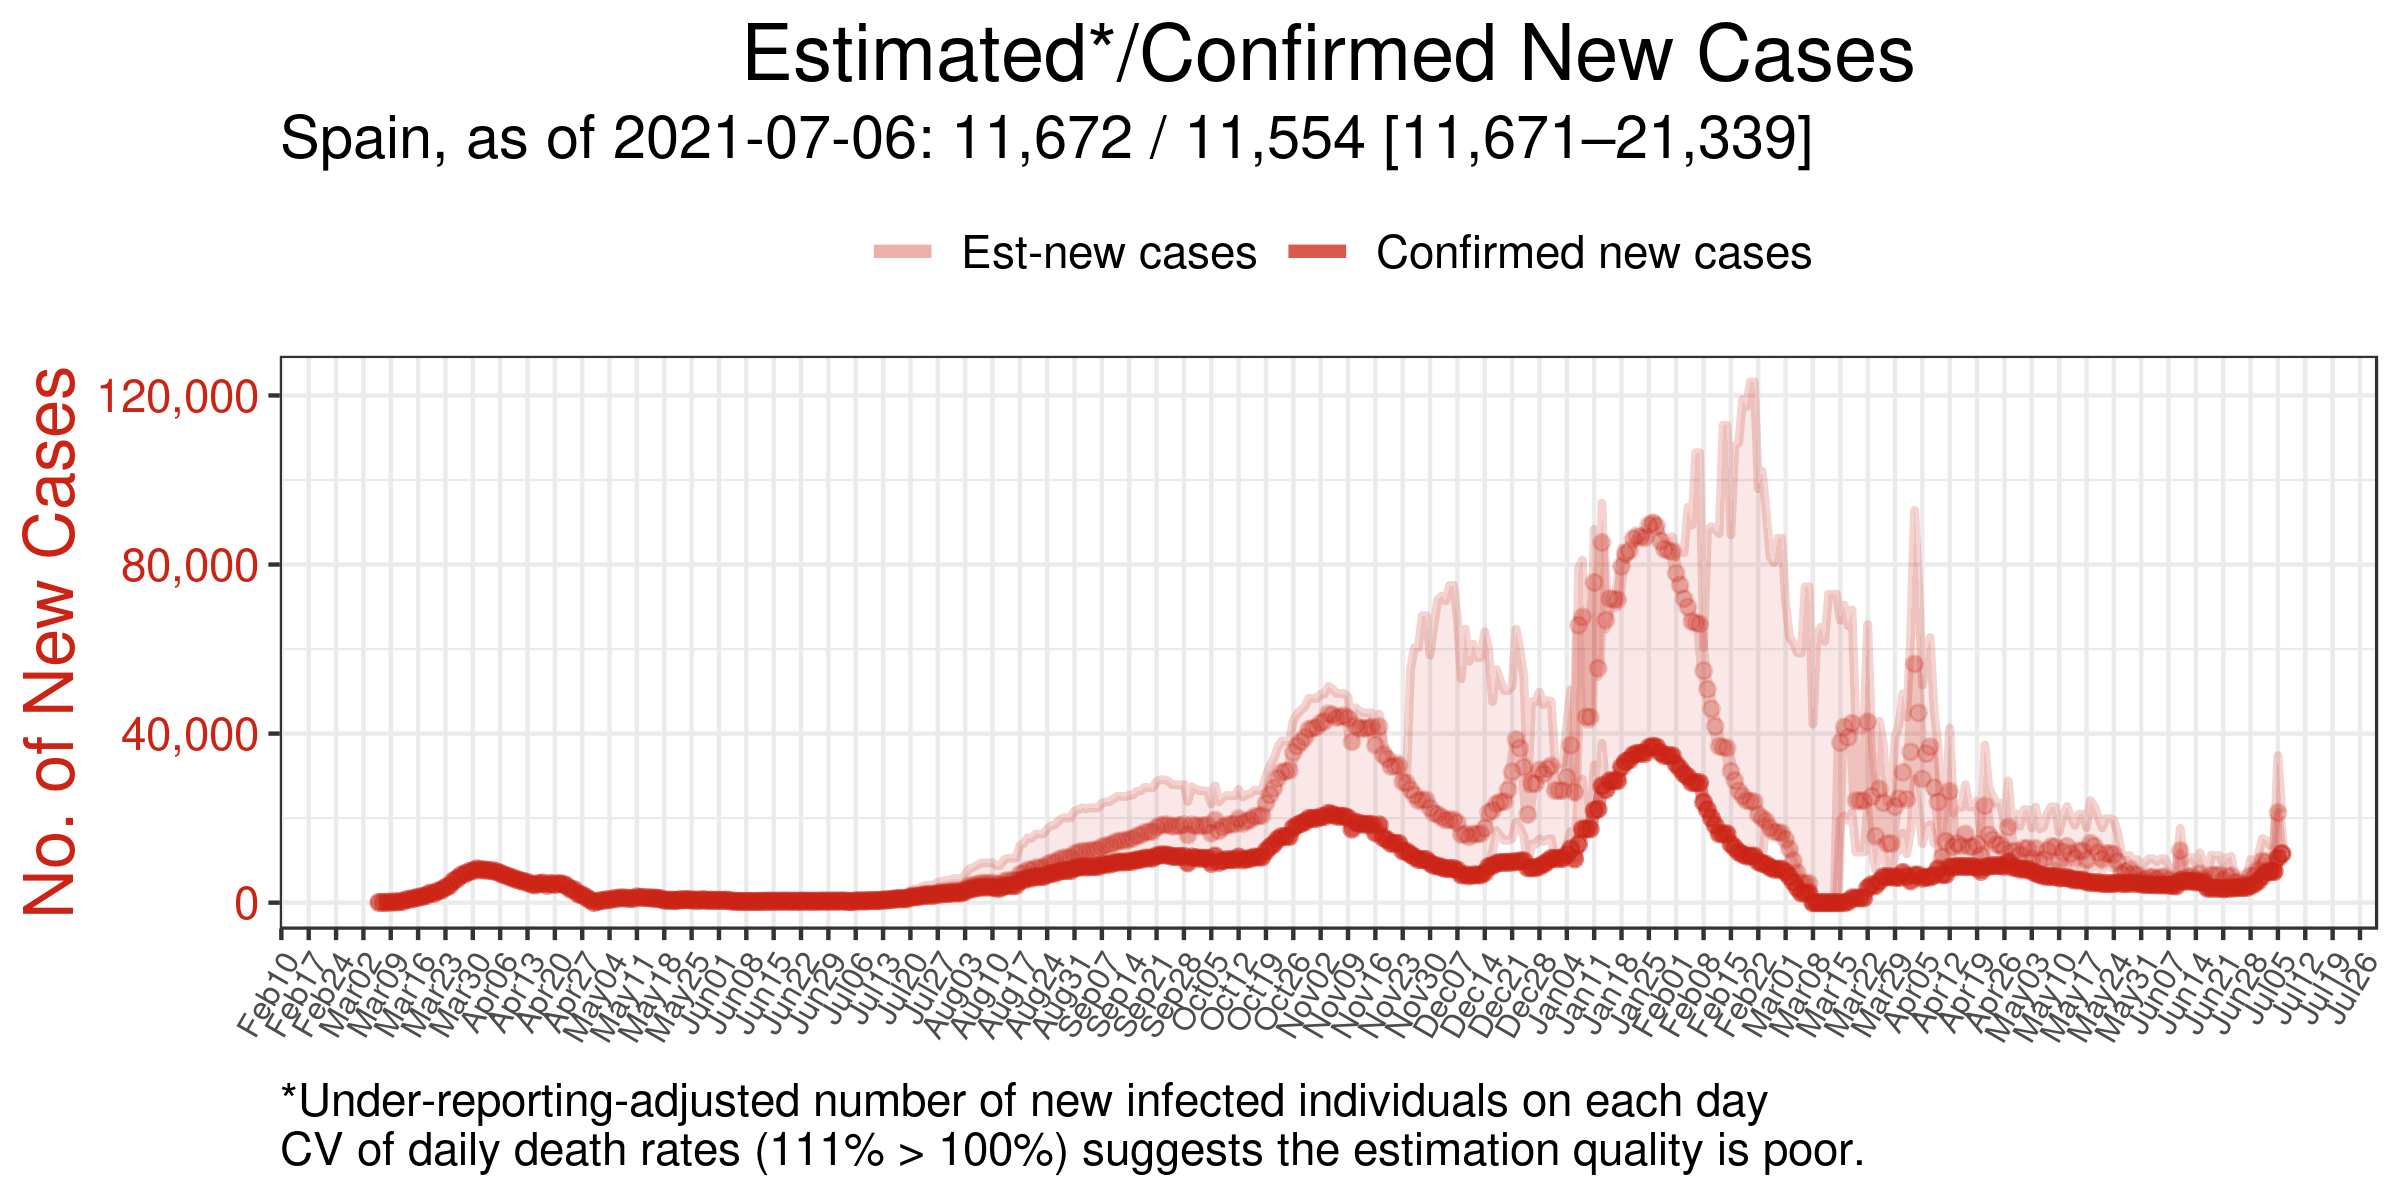 Estimated*/Confirmed New Cases
Spain, as of 2021-07-06: 11,672 / 11,554 [11,671–21,339]
Est-new cases
Confirmed new cases
No. of New Cases
120,000
80,000
40,000
0
Feb10
Feb17
Feb24
Mar02
Mar09
Mar16
Mar23
Mar30
Apr06
Apr13
Apr20
Apr27
May04
May11
May18
May25
Jun01
Jun08
Jun15
Jun22
Jun29
Jul06
Jul13
Jul20
Jul27
Aug03
Aug10
Aug17
Aug24
Aug31
Sep07
Sep14
Sep21
Sep28
Oct05
Oct12
Oct19
Oct26
Nov02
Nov09
Nov16
Nov23
Nov30
Dec07
Dec14
Dec21
Dec28
Jan04
Jan11
Jan18
Jan25
Feb01
Feb08
Feb15
Feb22
Mar01
Mar08
Mar15
Mar22
Mar29
Apr05
Apr12
Apr19
Apr26
May03
May10
May17
May24
May31
Jun07
Jun14
Jun21
Jun28
Jul05
Jul12
Jul19
Jul26
*Under-reporting-adjusted number of new infected individuals on each day
CV of daily death rates (111% > 100%) suggests the estimation quality is poor.